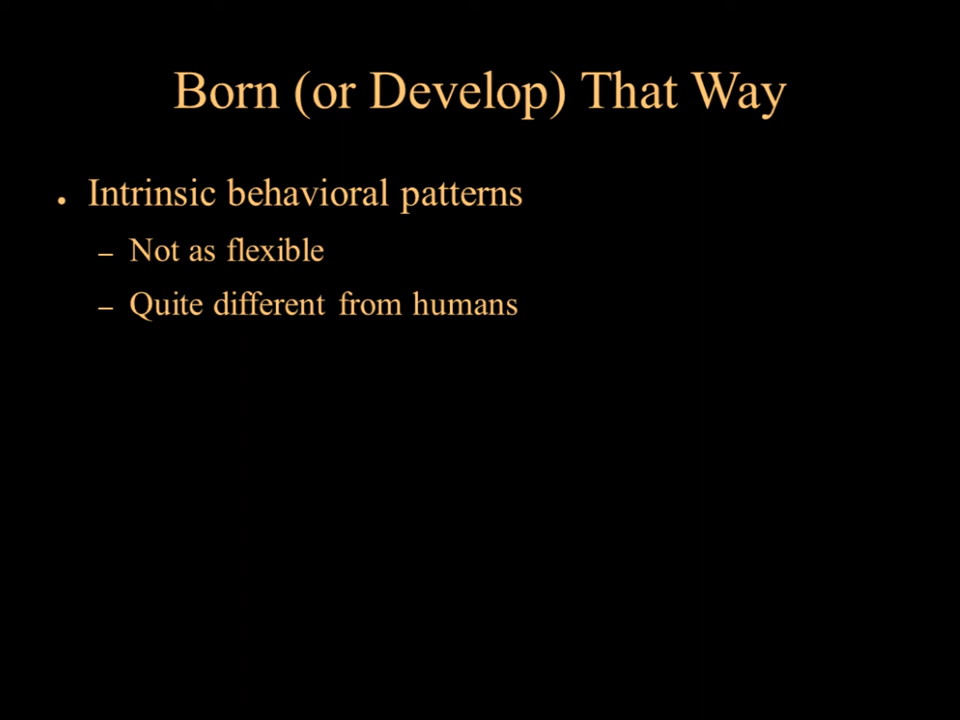 Born (or Develop) That Way
• Intrinsic behavioral patterns
– Not as flexible
– Quite different from humans